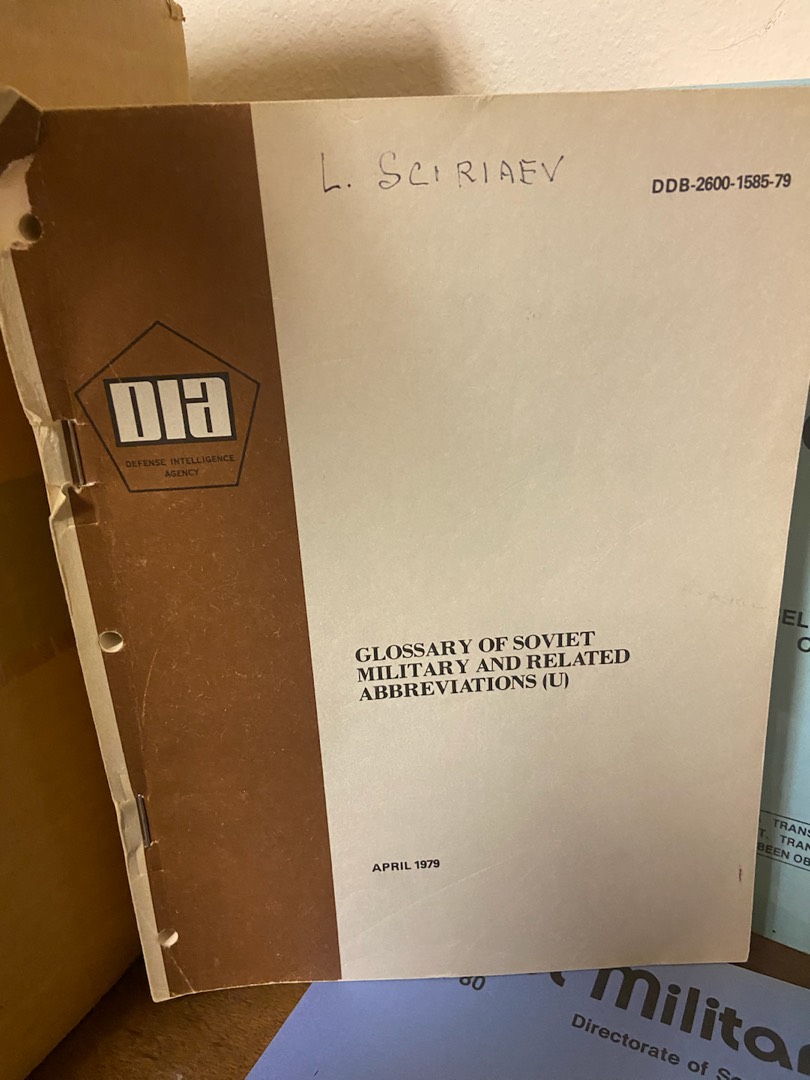 L. SCIRIAEV
DDB-2600-1585-79
DIA
DEFENSE INTELLIGENCE
AGENCY
GLOSSARY OF SOVIET
MILITARY AND RELATED
ABBREVIATIONS (U)
APRIL 1979
80
Directorate of